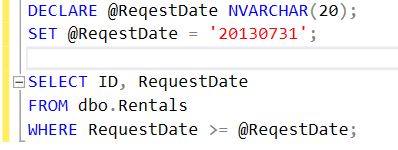 DECLARE @ReqestDate NVARCHAR(20);
SET @ReqestDate = '20130731';
SELECT ID, RequestDate
FROM dbo.Rentals
WHERE RequestDate >= @ReqestDate;